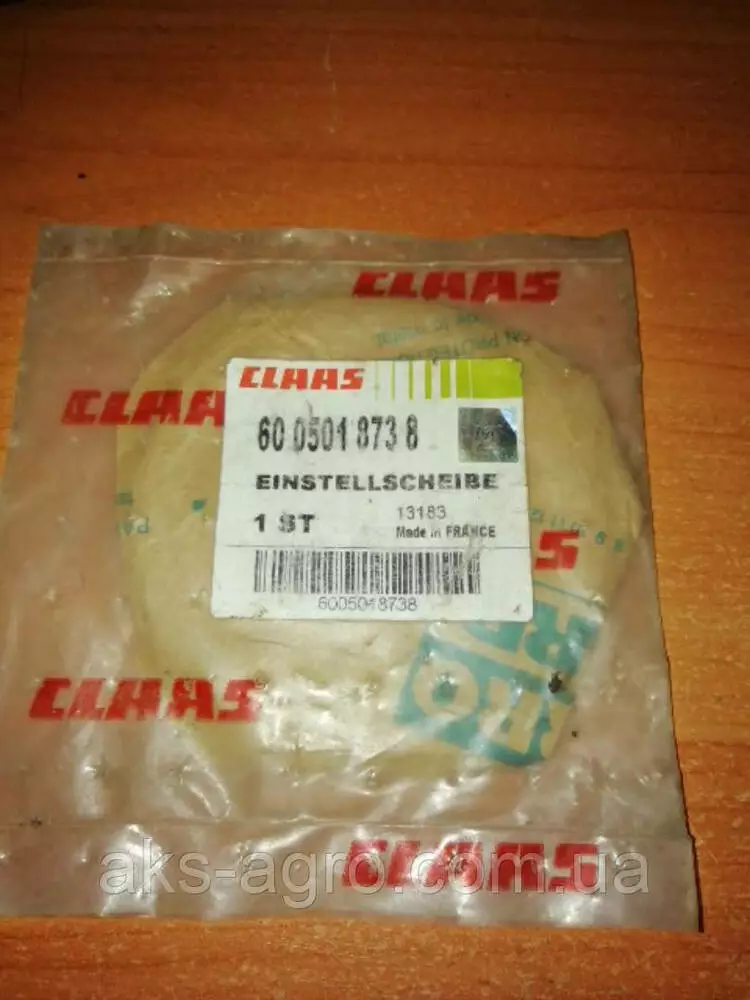 CLAAS
CLAAS
CLAAS
60 0501 873 8
EINSTELLSCHEIBE
1 ST
13183
Made in FRANCE
6005018738
CLAAS
CLAAS
aks-agro.com.ua